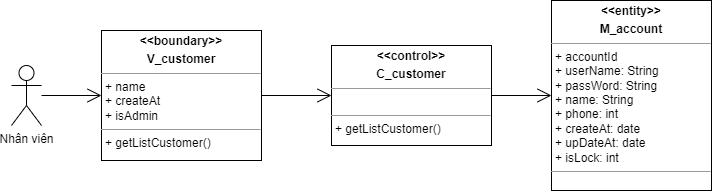 Nhân viên
<<boundary>>
V_customer
+ name
+ createAt
+ isAdmin
+ getListCustomer()
<<control>>
C_customer
+ getListCustomer()
<<entity>>
M_account
+ accountId
+ userName: String
+ passWord: String
+ name: String
+ phone: int
+ createAt: date
+ upDateAt: date
+ isLock: int